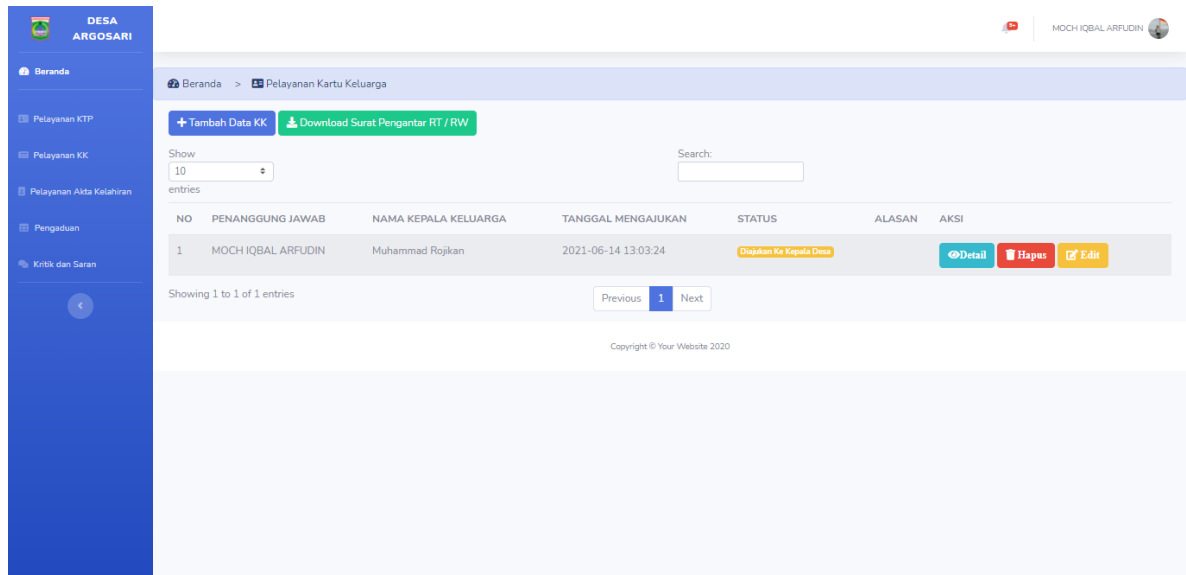 DESA
ARGOSARI
MOCH IQBAL ARFUDIN
Beranda
Pelayanan KTP
Pelayanan KK
Pelayanan Akta Kelahiran
Pengaduan
Kritik dan Saran
Beranda > Pelayanan Kartu Keluarga
Tambah Data KK Download Surat Pengantar RT / RW
Show
10
entries
Search:
NO PENANGGUNG JAWAB NAMA KEPALA KELUARGA TANGGAL MENGAJUKAN STATUS ALASAN AKSI
1 MOCH IQBAL ARFUDIN Muhammad Rojikan 2021-06-14 13:03:24 Diajukan Ke Kepala Desa Detail Hapus Edit
Showing 1 to 1 of 1 entries
Previous 1 Next
Copyright © Your Website 2020